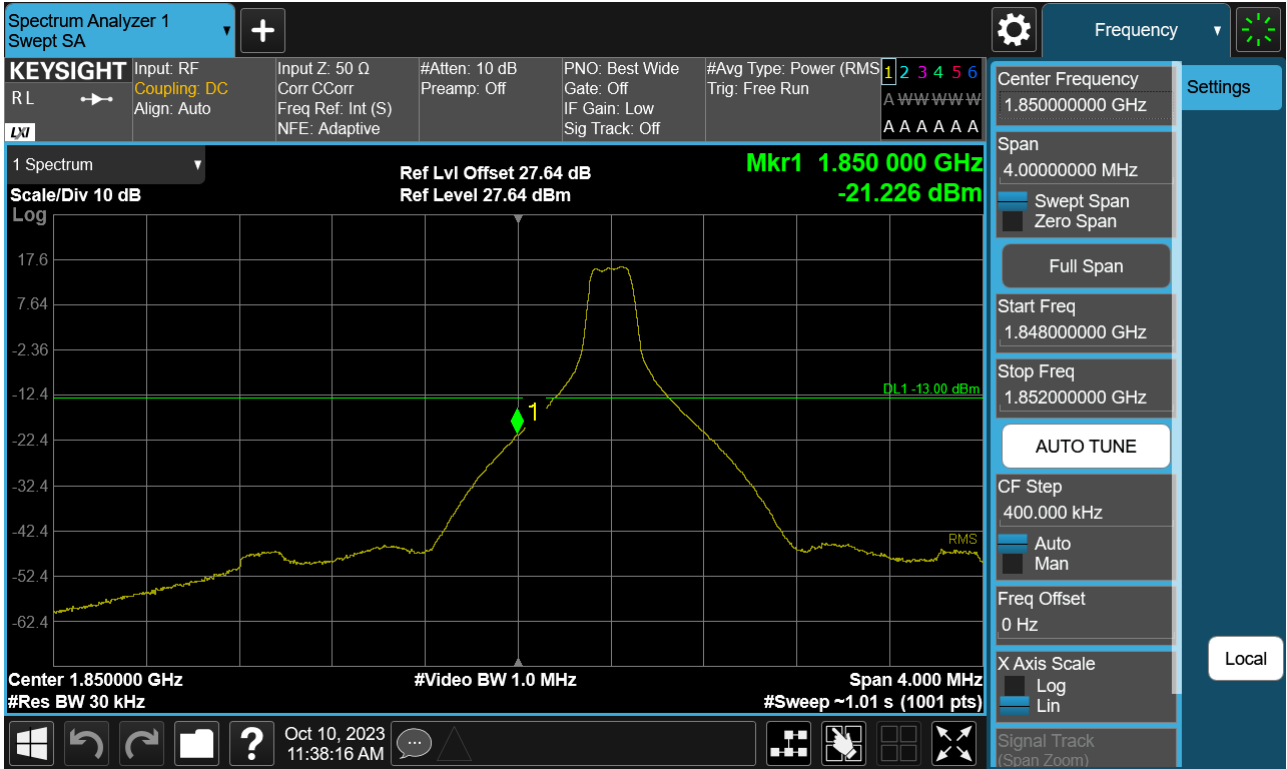 Spectrum Analyzer 1
Swept SA
Frequency
KEYSIGHT
R L
LXI
Input: RF
Coupling: DC
Align: Auto
Input Z: 50 Ω
Corr CCorr
Freq Ref: Int (S)
NFE: Adaptive
#Atten: 10 dB
Preamp: Off
PNO: Best Wide
Gate: Off
IF Gain: Low
Sig Track: Off
#Avg Type: Power (RMS
Trig: Free Run
1 2 3 4 5 6
A W W W W W
A A A A A A
1 Spectrum
Scale/Div 10 dB
Log
Ref Lvl Offset 27.64 dB
Ref Level 27.64 dBm
Mkr1 1.850 000 GHz
-21.226 dBm
17.6
7.64
-2.36
-12.4
-22.4
-32.4
-42.4
-52.4
-62.4
DL1 -13.00 dBm
1
RMS
Center 1.850000 GHz
#Video BW 1.0 MHz
Span 4.000 MHz
#Res BW 30 kHz
#Sweep ~1.01 s (1001 pts)
Center Frequency
1.850000000 GHz
Settings
Span
4.00000000 MHz
Swept Span
Zero Span
Full Span
Start Freq
1.848000000 GHz
Stop Freq
1.852000000 GHz
AUTO TUNE
CF Step
400.000 kHz
Auto
Man
Freq Offset
0 Hz
X Axis Scale
Log
Lin
Local
Signal Track
(Span Zoom)
?
Oct 10, 2023
11:38:16 AM